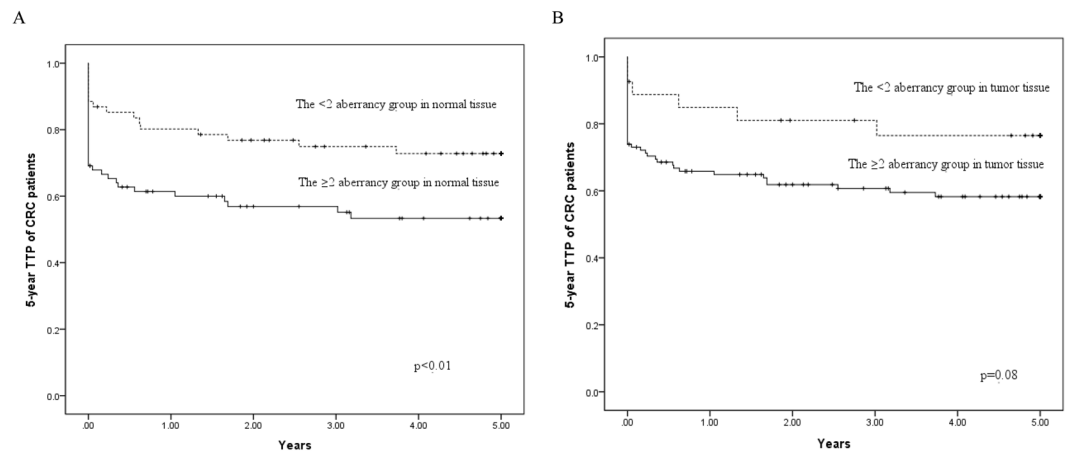 A
5-year TTP of CRC patients
1.0
0.8
0.6
0.4
0.2
0.0
The <2 aberrancy group in normal tissue
The ≥2 aberrancy group in normal tissue
p<0.01
.00 1.00 2.00 3.00 4.00 5.00
Years
B
5-year TTP of CRC patients
1.0
0.8
0.6
0.4
0.2
0.0
The <2 aberrancy group in tumor tissue
The ≥2 aberrancy group in tumor tissue
p=0.08
.00 1.00 2.00 3.00 4.00 5.00
Years